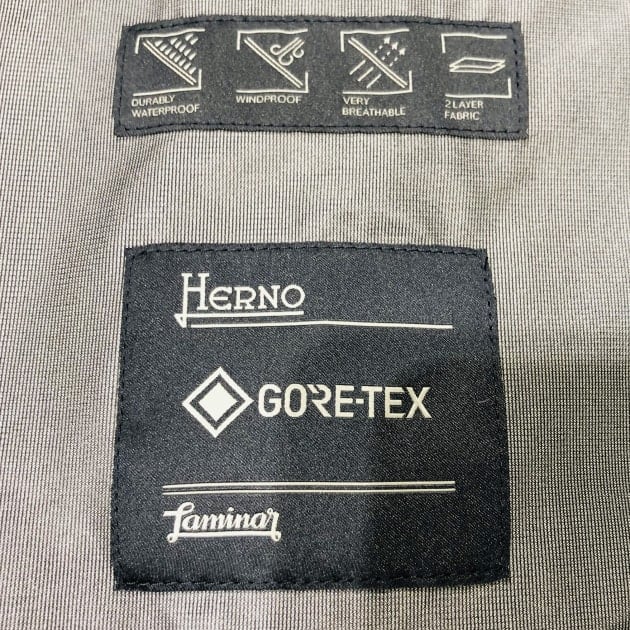 DURABLY WATERPROOF
WINDPROOF
VERY BREATHABLE
2 LAYER FABRIC
HERNO
GORE-TEX
Laminar